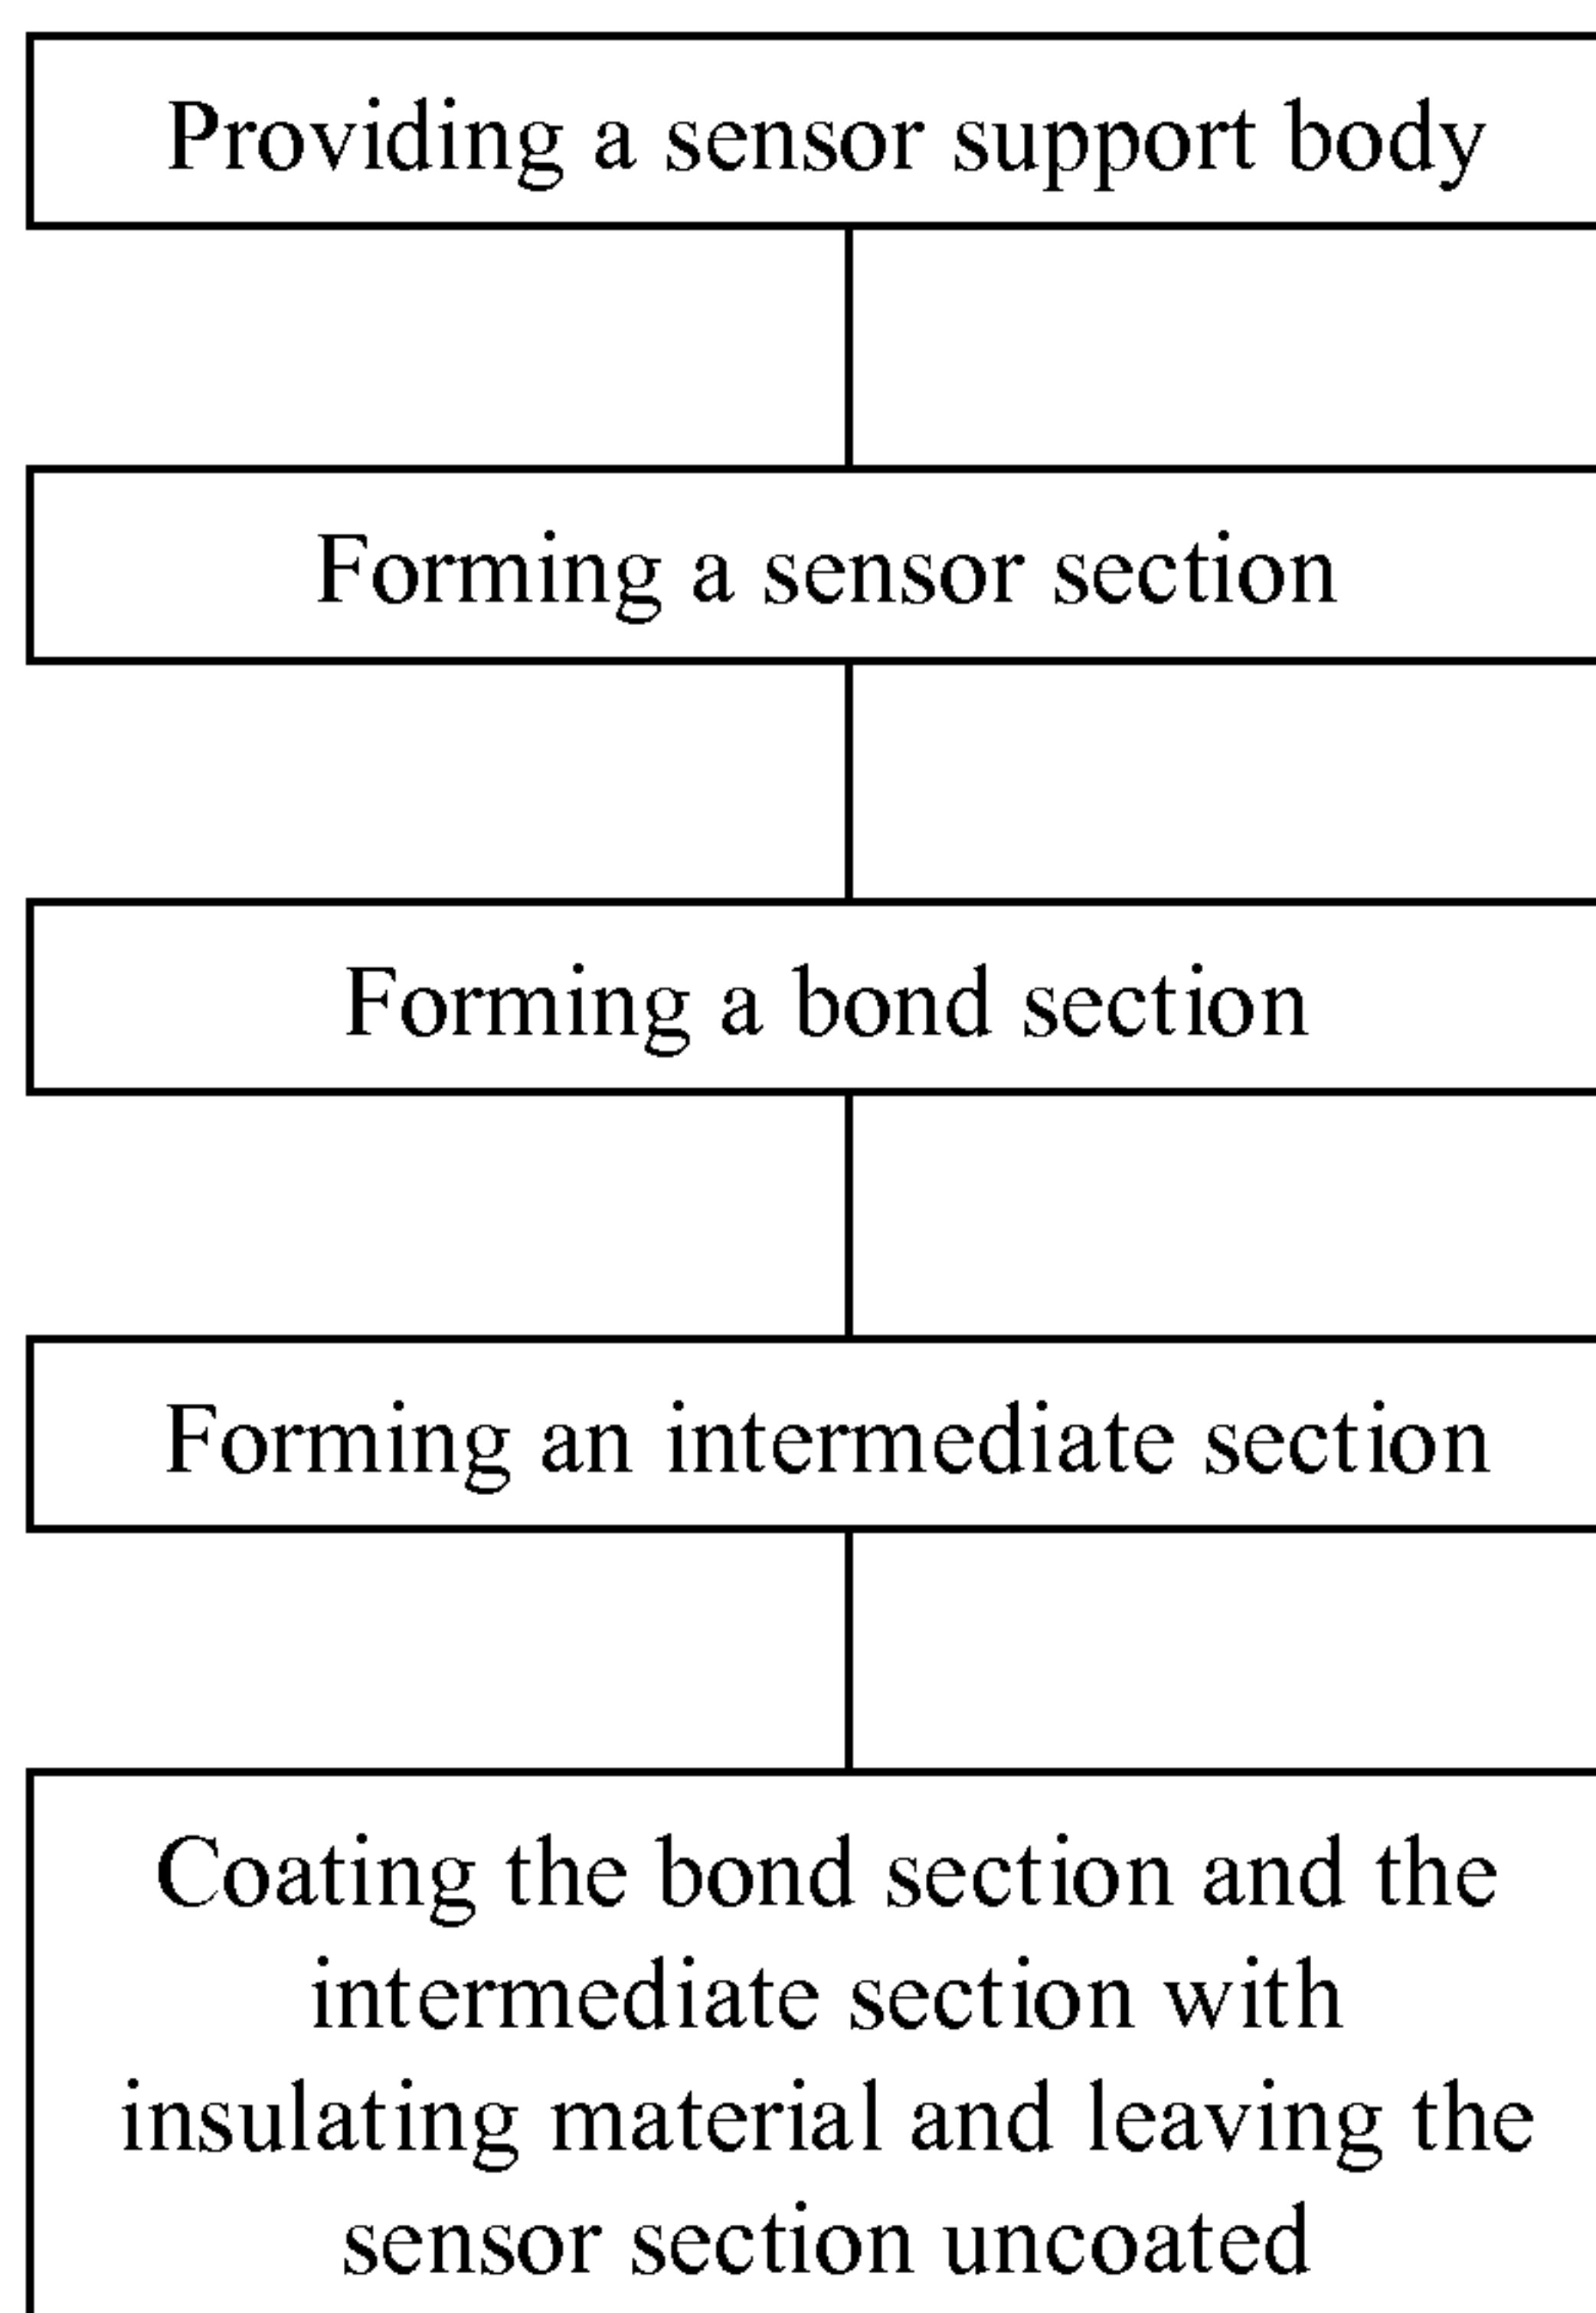 Providing a sensor support body
Forming a sensor section
Forming a bond section
Forming an intermediate section
Coating the bond section and the
intermediate section with
insulating material and leaving the
sensor section uncoated